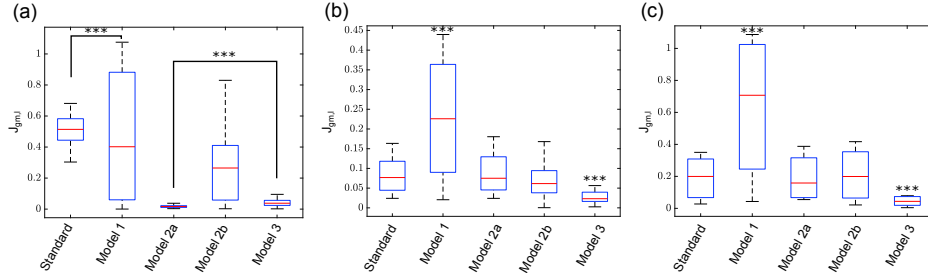 (a)
***
***
J_gm,l
1
0.8
0.6
0.4
0.2
0
Standard
Model 1
Model 2a
Model 2b
Model 3
(b)
***
***
J_gm,l
0.45
0.4
0.35
0.3
0.25
0.2
0.15
0.1
0.05
0
Standard
Model 1
Model 2a
Model 2b
Model 3
(c)
***
***
J_gm,l
1
0.8
0.6
0.4
0.2
0
Standard
Model 1
Model 2a
Model 2b
Model 3